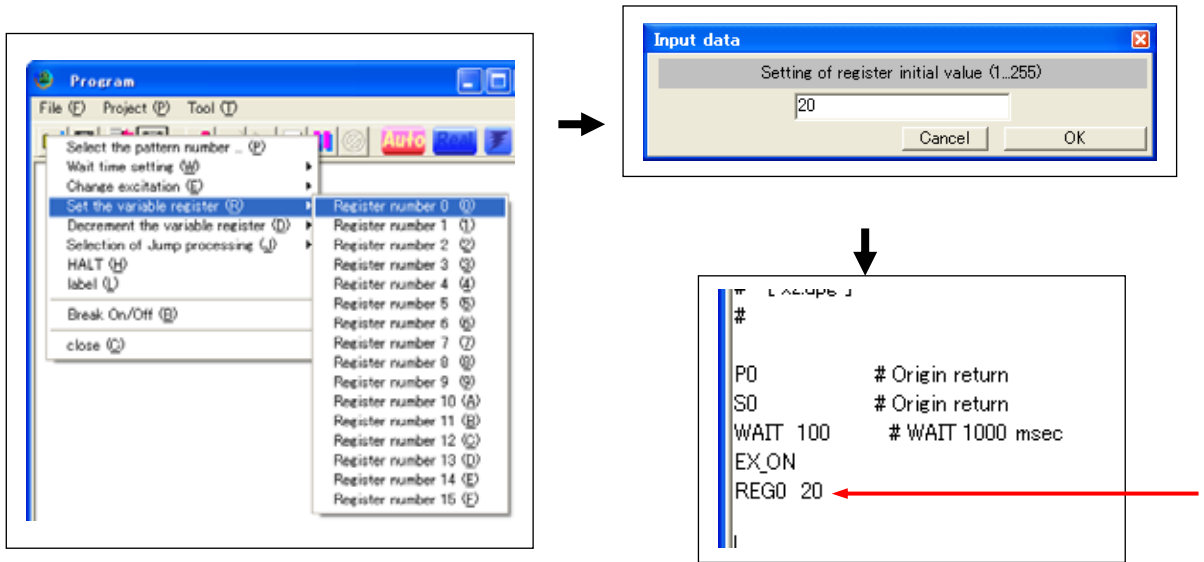 Program
File (F) Project (P) Tool (T)
Auto Real
Select the pattern number _ (P)
Wait time setting (W)
Change excitation (E)
Set the variable register (R)
Decrement the variable register (D)
Selection of Jump processing (J)
HALT (H)
label (L)
Break On/Off (B)
close (C)
Register number 0 (0)
Register number 1 (1)
Register number 2 (2)
Register number 3 (3)
Register number 4 (4)
Register number 5 (5)
Register number 6 (6)
Register number 7 (7)
Register number 8 (8)
Register number 9 (9)
Register number 10 (A)
Register number 11 (B)
Register number 12 (C)
Register number 13 (D)
Register number 14 (E)
Register number 15 (F)
Input data
Setting of register initial value (1...255)
20
Cancel OK
#
P0 # Origin return
S0 # Origin return
WAIT 100 # WAIT 1000 msec
EX_ON
REG0 20